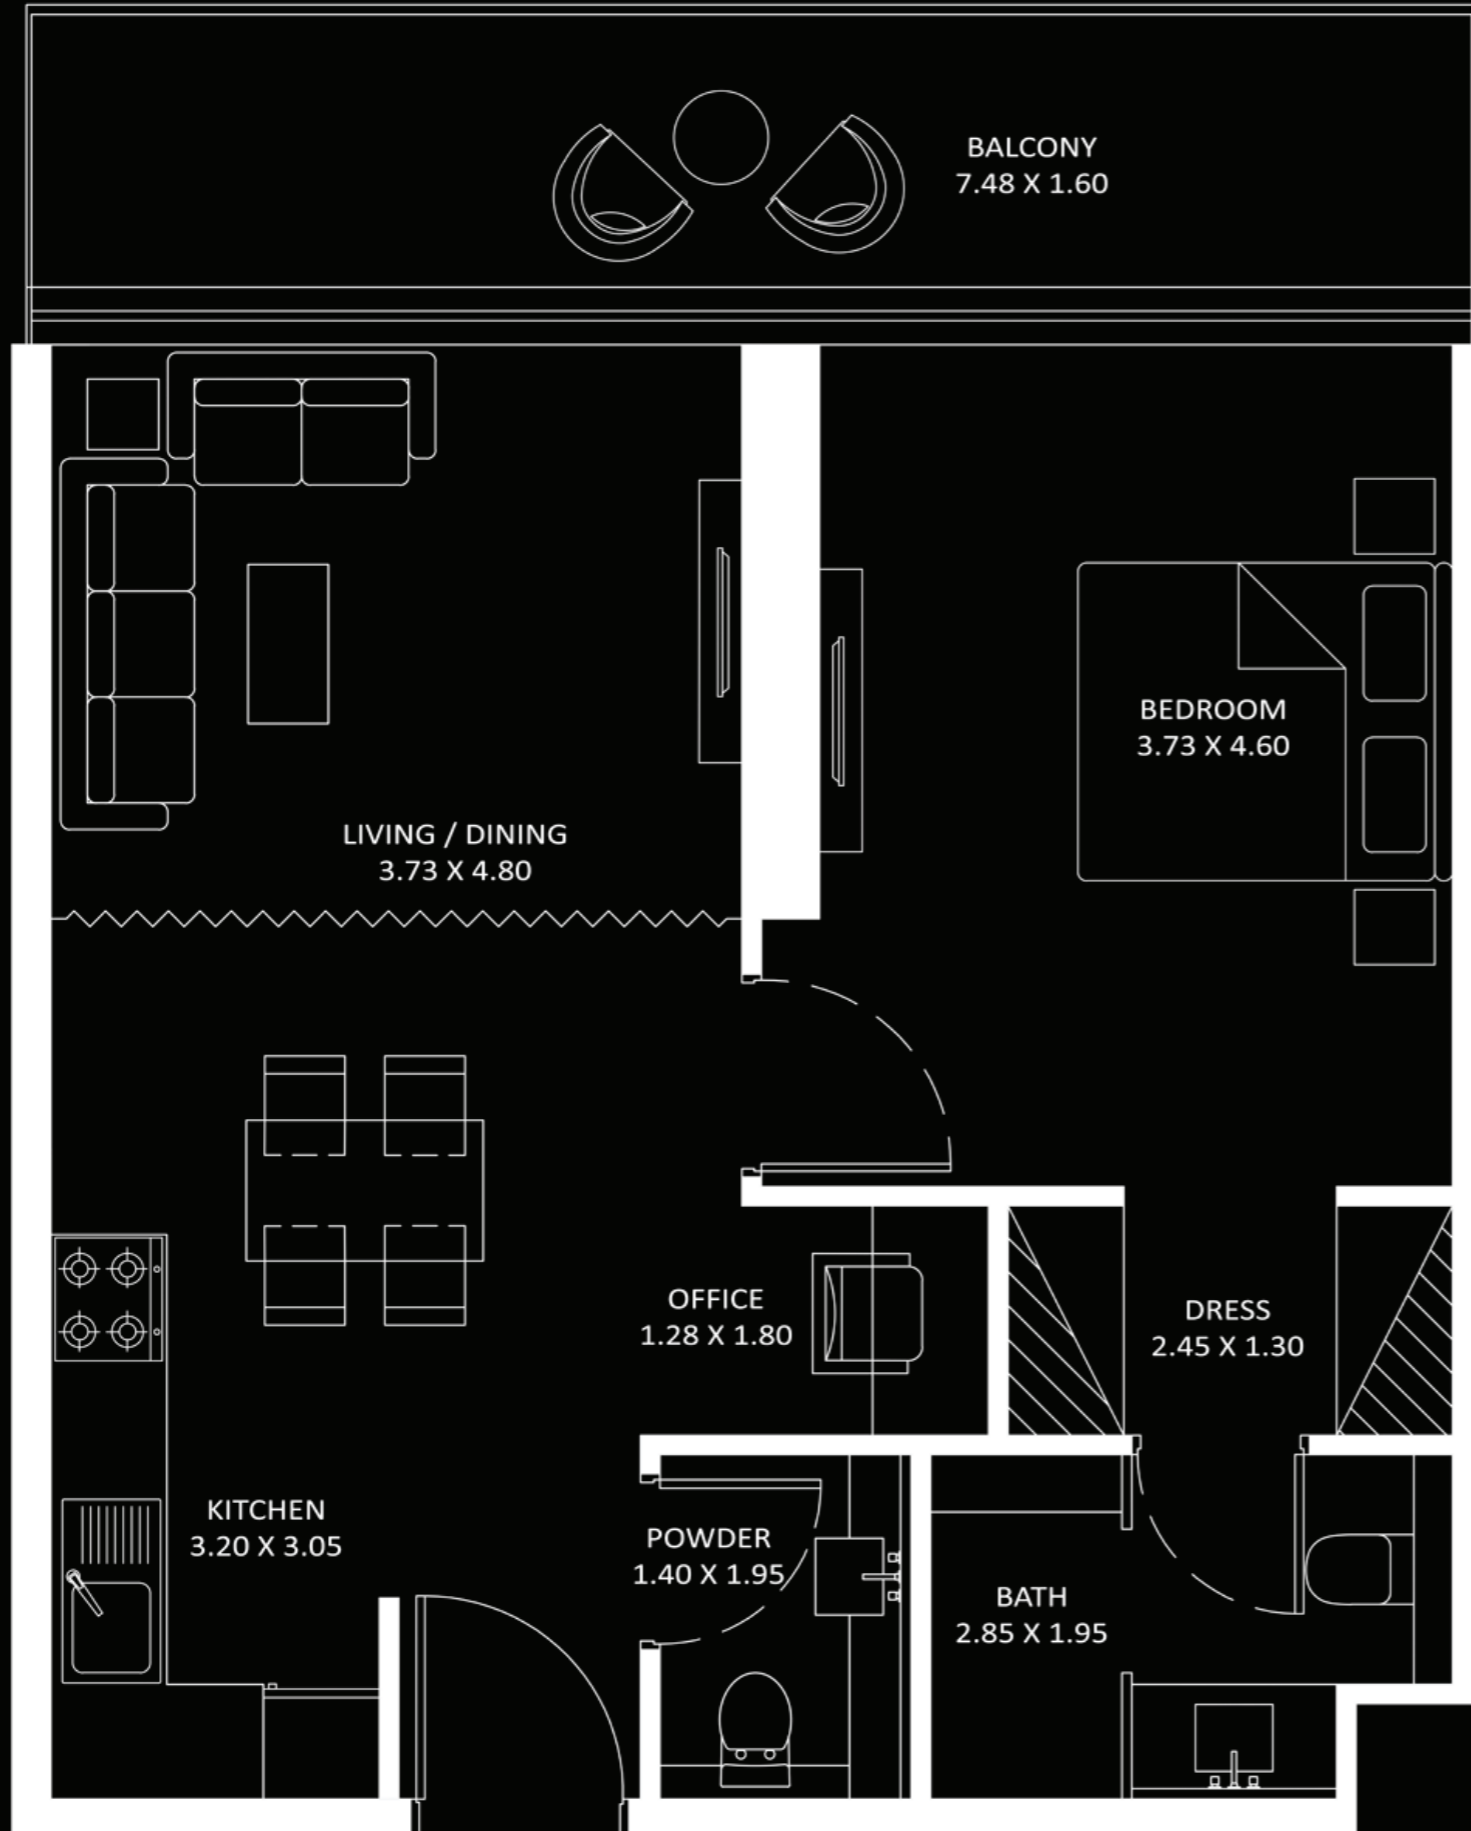 BALCONY
7.48 X 1.60
BEDROOM
3.73 X 4.60
LIVING / DINING
3.73 X 4.80
OFFICE
1.28 X 1.80
DRESS
2.45 X 1.30
KITCHEN
3.20 X 3.05
POWDER
1.40 X 1.95
BATH
2.85 X 1.95